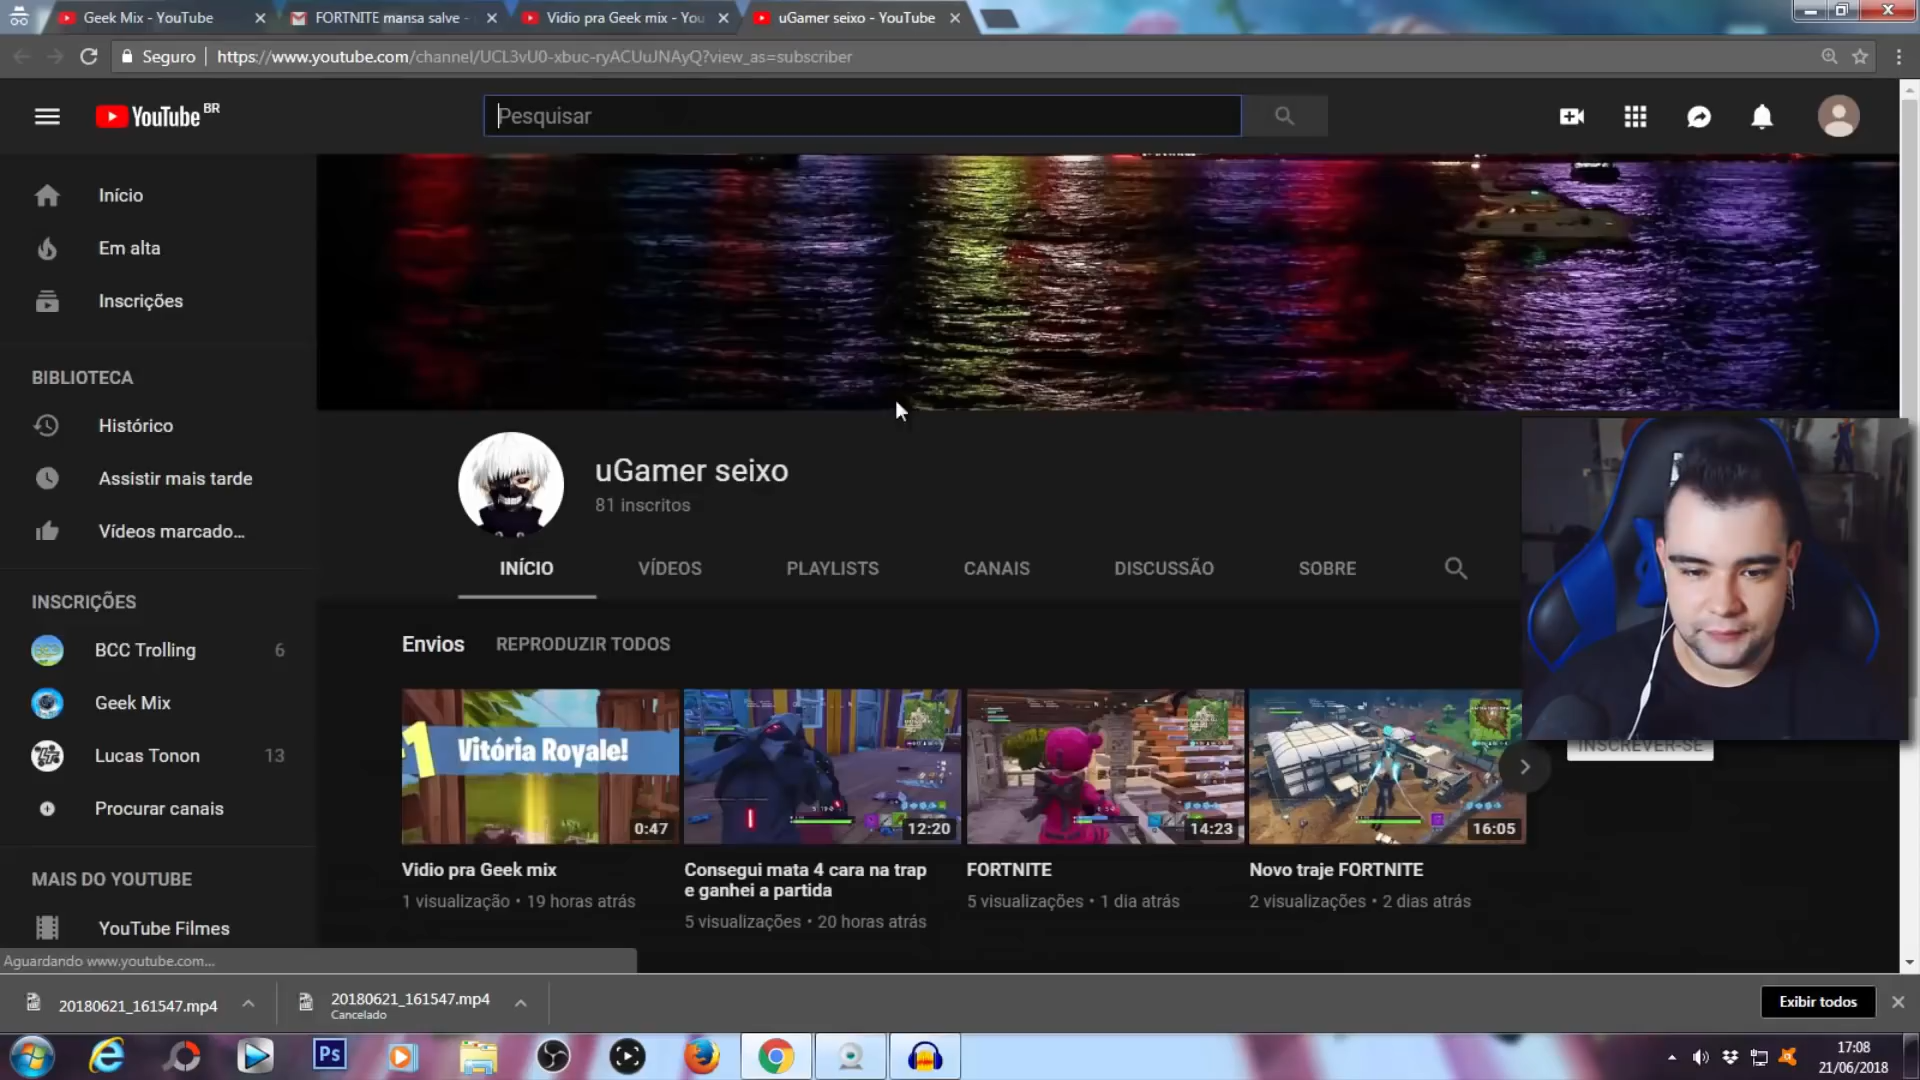 Geek Mix - YouTube
FORTNITE mansa salve -
Vidio pra Geek mix - You
uGamer seixo - YouTube
Seguro
https://www.youtube.com/channel/UCL3vU0-xbuc-ryACUuJNAyQ?view_as=subscriber
YouTube BR
Pesquisar
Início
Em alta
Inscrições
BIBLIOTECA
Histórico
Assistir mais tarde
Vídeos marcado...
INSCRIÇÕES
BCC Trolling 6
Geek Mix
Lucas Tonon 13
Procurar canais
MAIS DO YOUTUBE
YouTube Filmes
uGamer seixo
81 inscritos
INÍCIO VÍDEOS PLAYLISTS CANAIS DISCUSSÃO SOBRE
INSCREVER-SE
Envios REPRODUZIR TODOS
1 Vitória Royale!
0:47
12:20
14:23
16:05
Vidio pra Geek mix
1 visualização • 19 horas atrás
Consegui mata 4 cara na trap
e ganhei a partida
5 visualizações • 20 horas atrás
FORTNITE
5 visualizações • 1 dia atrás
Novo traje FORTNITE
2 visualizações • 2 dias atrás
Aguardando www.youtube.com...
20180621_161547.mp4
20180621_161547.mp4
Cancelado
Exibir todos
Ps
17:08
21/06/2018